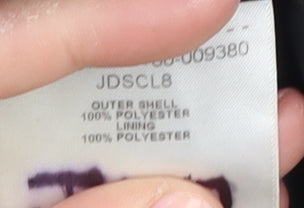 -009380
JDSCL8
OUTER SHELL
100% POLYESTER
LINING
100% POLYESTER